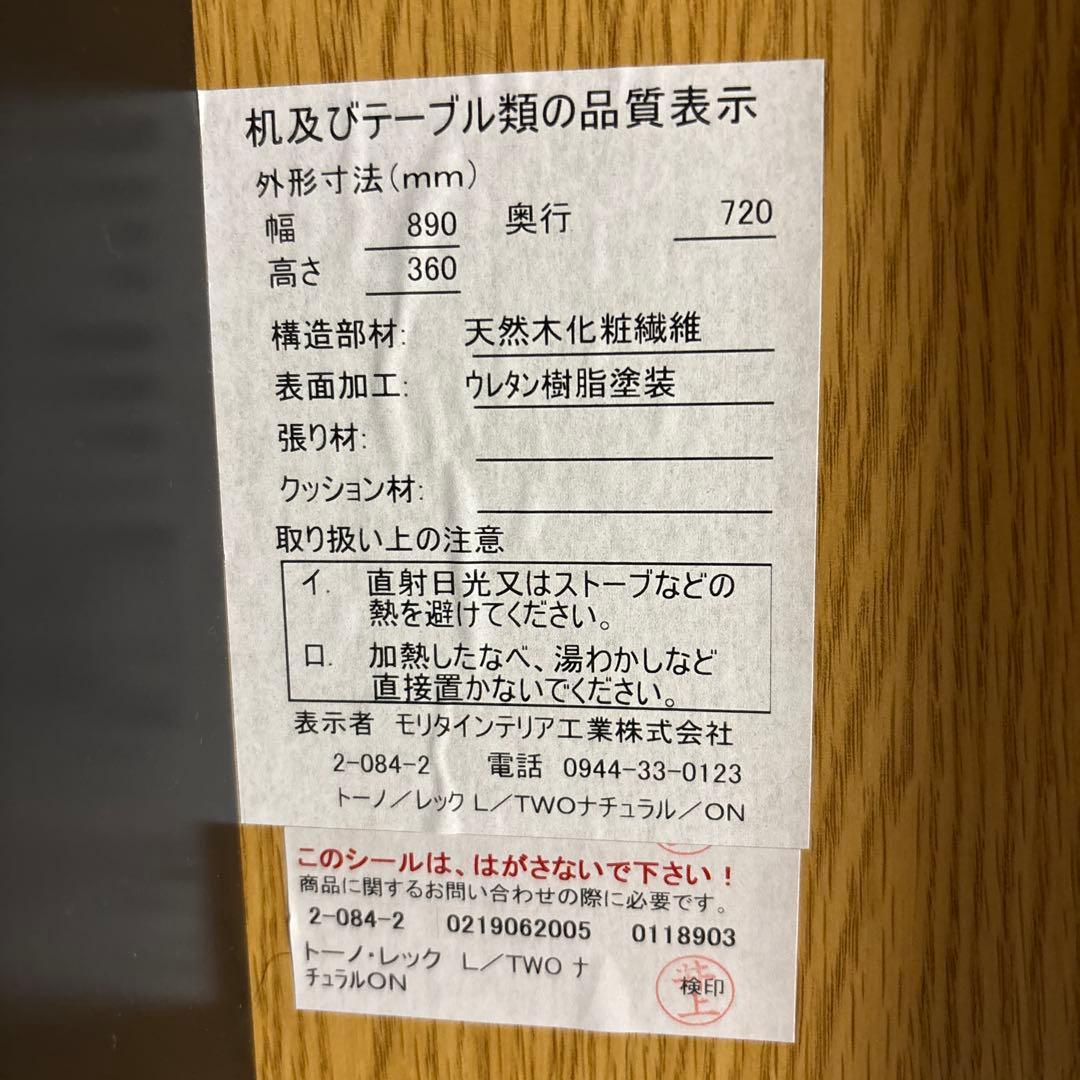 机及びテーブル類の品質表示
外形寸法(mm)
幅 890 奥行 720
高さ 360
構造部材: 天然木化粧繊維
表面加工: ウレタン樹脂塗装
張り材:
クッション材:
取り扱い上の注意
イ. 直射日光又はストーブなどの
熱を避けてください。
ロ. 加熱したなべ、湯わかしなど
直接置かないでください。
表示者 モリタインテリア工業株式会社
2-084-2 電話 0944-33-0123
トーノ/レック L/TWOナチュラル/ON
このシールは、はがさないで下さい!
商品に関するお問い合わせの際に必要です。
2-084-2 0219062005 0118903
トーノ・レック L/TWO ナ
チュラルON
検印